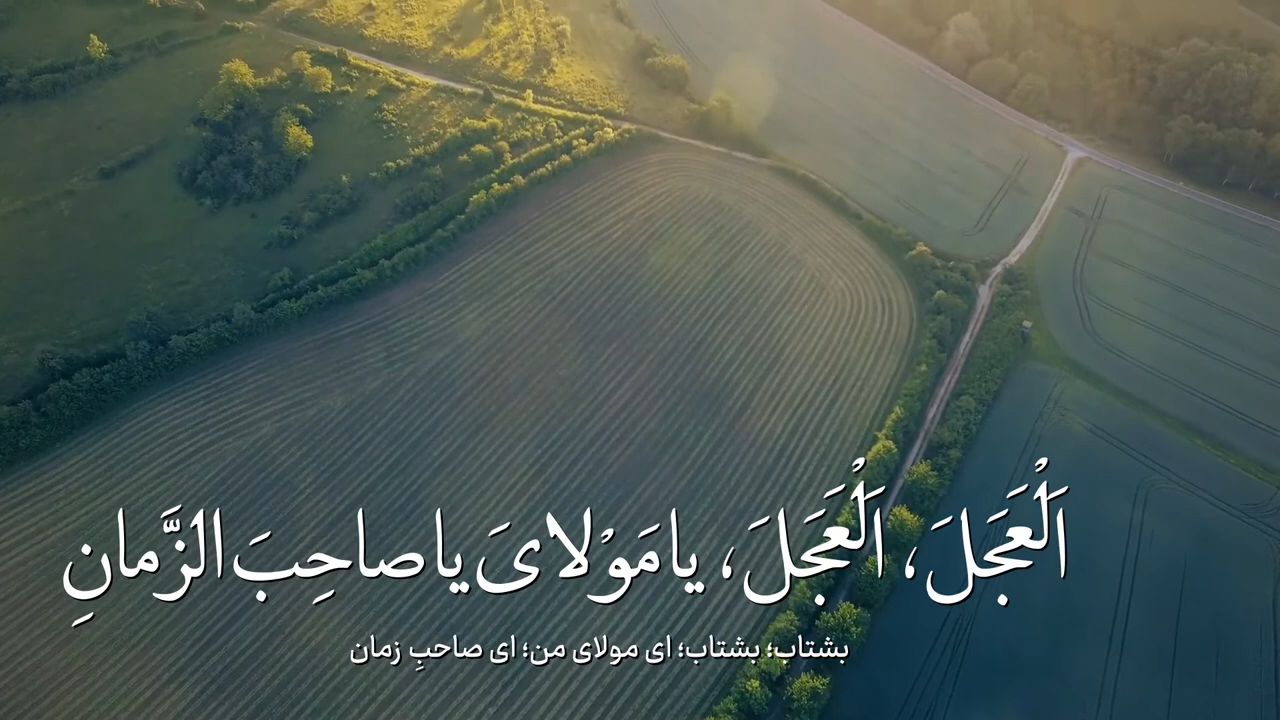 اَلْعَجَلَ، اَلْعَجَلَ، یا مَوْلایَ یا صاحِبَ الزَّمانِ
بشتاب؛ بشتاب؛ ای مولای من؛ ای صاحبِ زمان